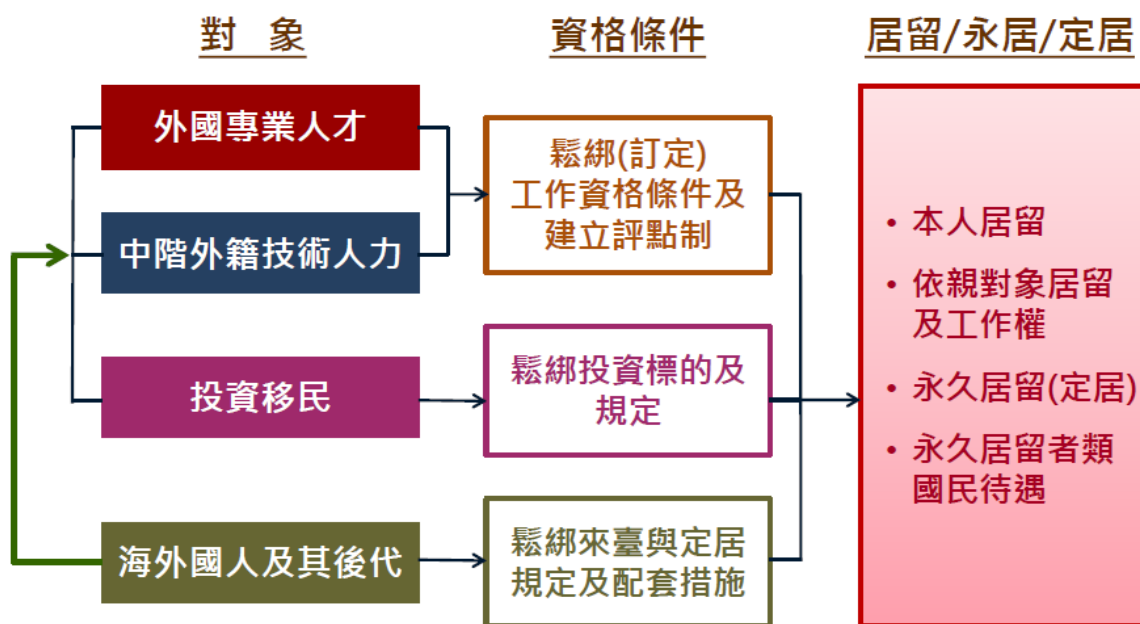 對 象
資格條件
居留/永居/定居
外國專業人才
中階外籍技術人力
投資移民
海外國人及其後代
鬆綁(訂定)
工作資格條件及
建立評點制
鬆綁投資標的及
規定
鬆綁來臺與定居
規定及配套措施
• 本人居留
• 依親對象居留
及工作權
• 永久居留(定居)
• 永久居留者類
國民待遇